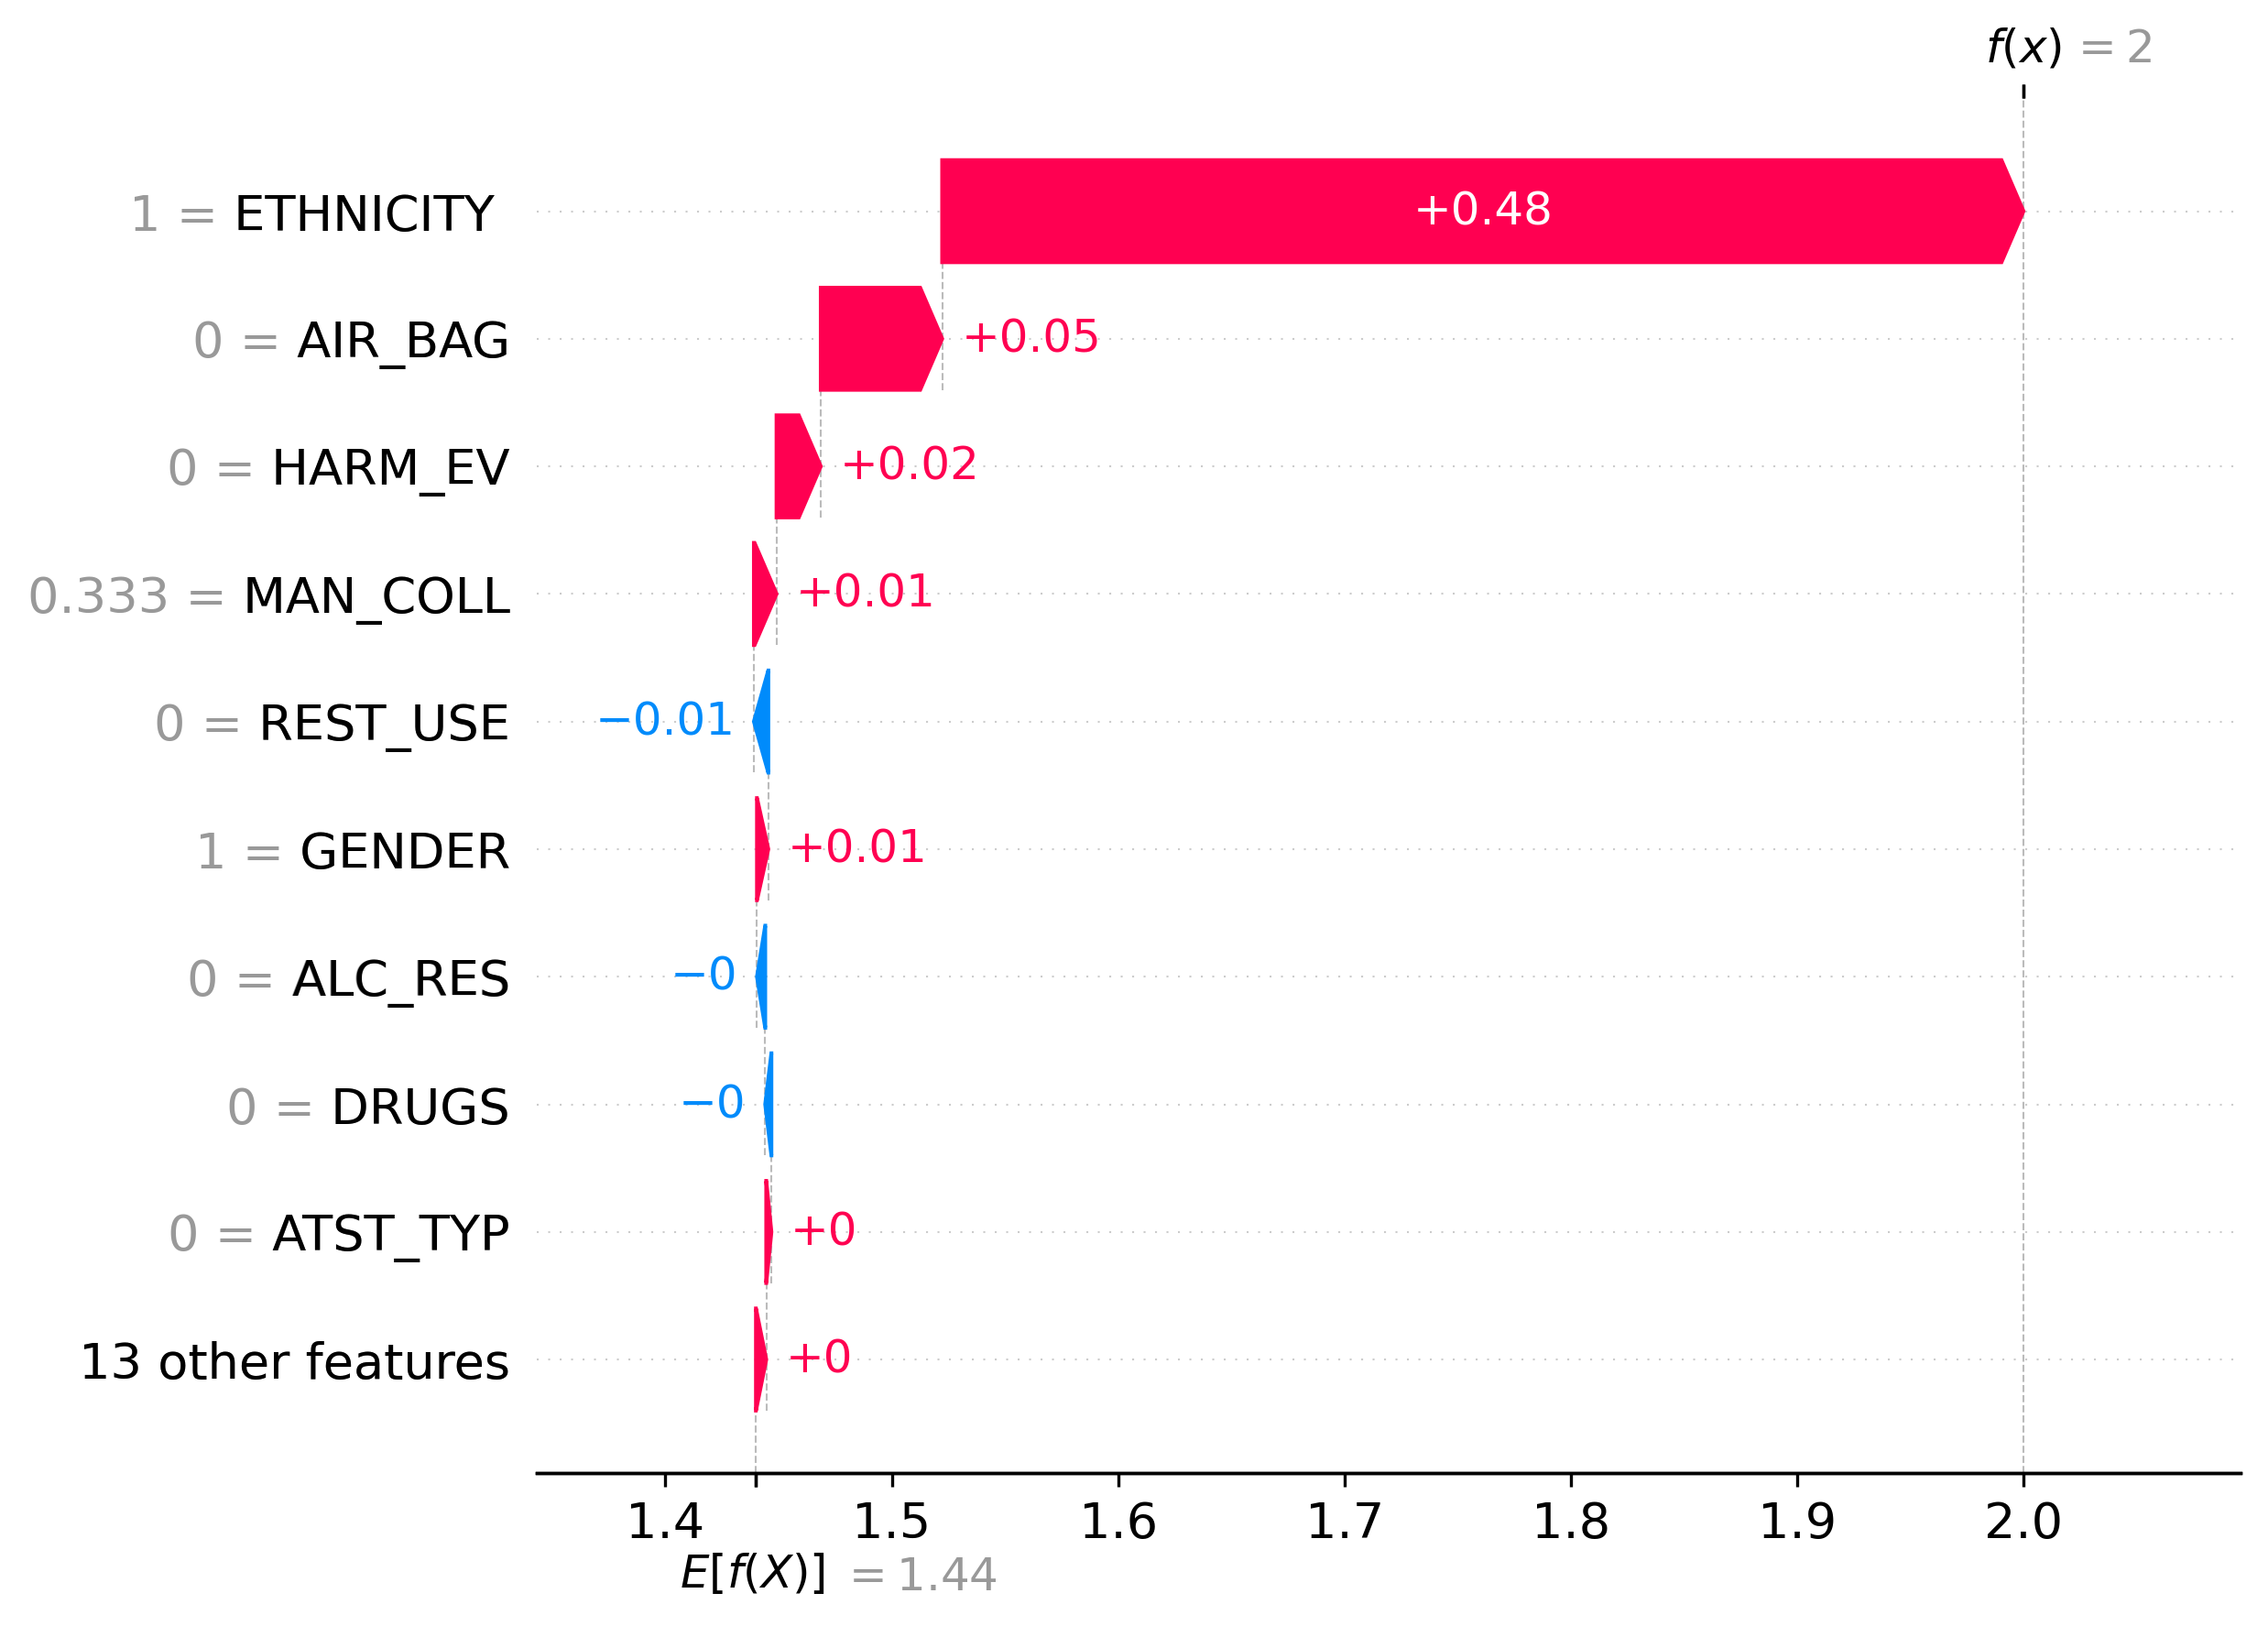 f(x) = 2
1 = ETHNICITY
+0.48
0 = AIR_BAG
+0.05
0 = HARM_EV
+0.02
0.333 = MAN_COLL
+0.01
0 = REST_USE
−0.01
1 = GENDER
+0.01
0 = ALC_RES
−0
0 = DRUGS
−0
0 = ATST_TYP
+0
13 other features
+0
1.4 1.5 1.6 1.7 1.8 1.9 2.0
E[f(X)] = 1.44